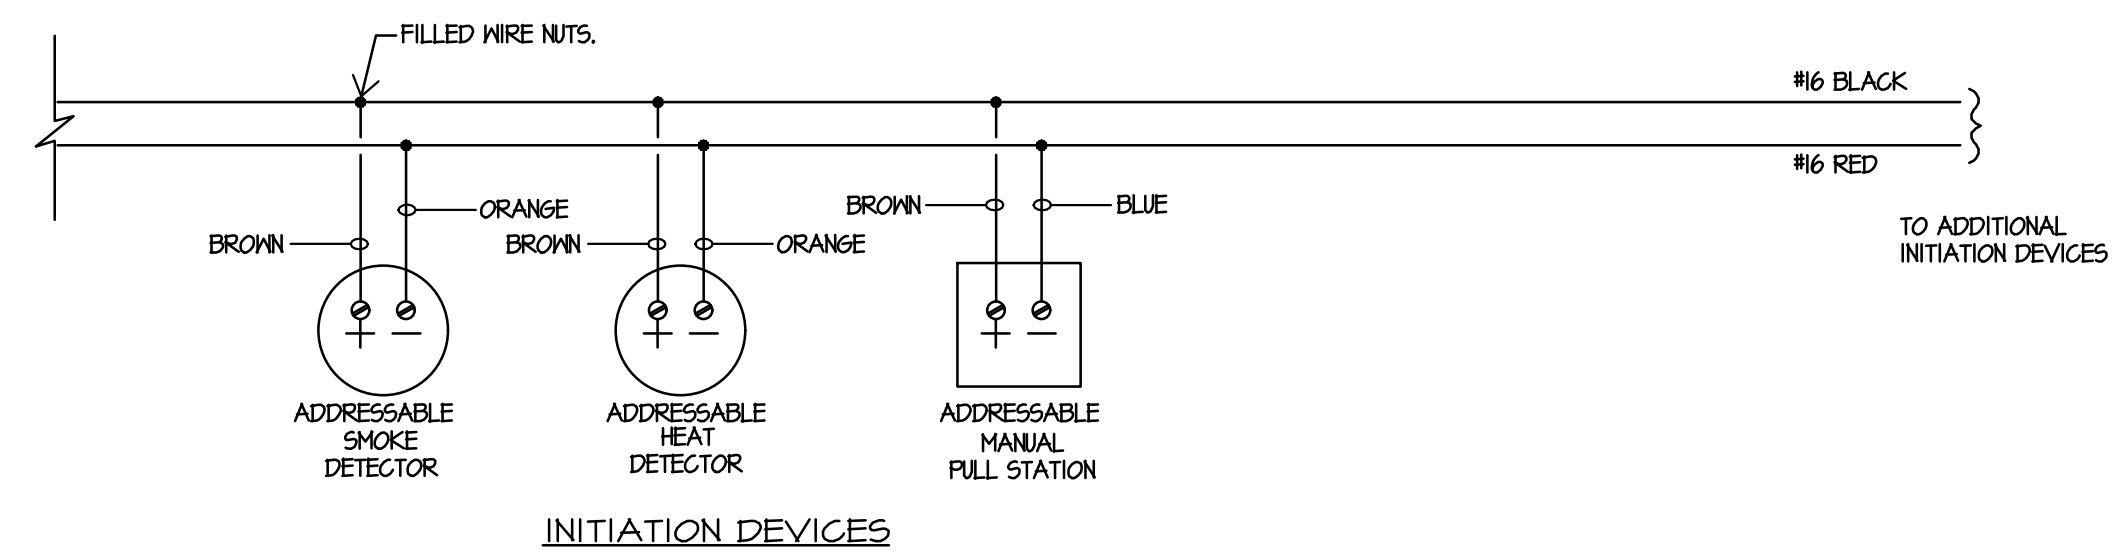 FILLED WIRE NUTS.
#16 BLACK
#16 RED
ORANGE
BROWN
BROWN
ORANGE
BROWN
BLUE
TO ADDITIONAL
INITIATION DEVICES
+ −
+ −
+ −
ADDRESSABLE
SMOKE
DETECTOR
ADDRESSABLE
HEAT
DETECTOR
ADDRESSABLE
MANUAL
PULL STATION
INITIATION DEVICES